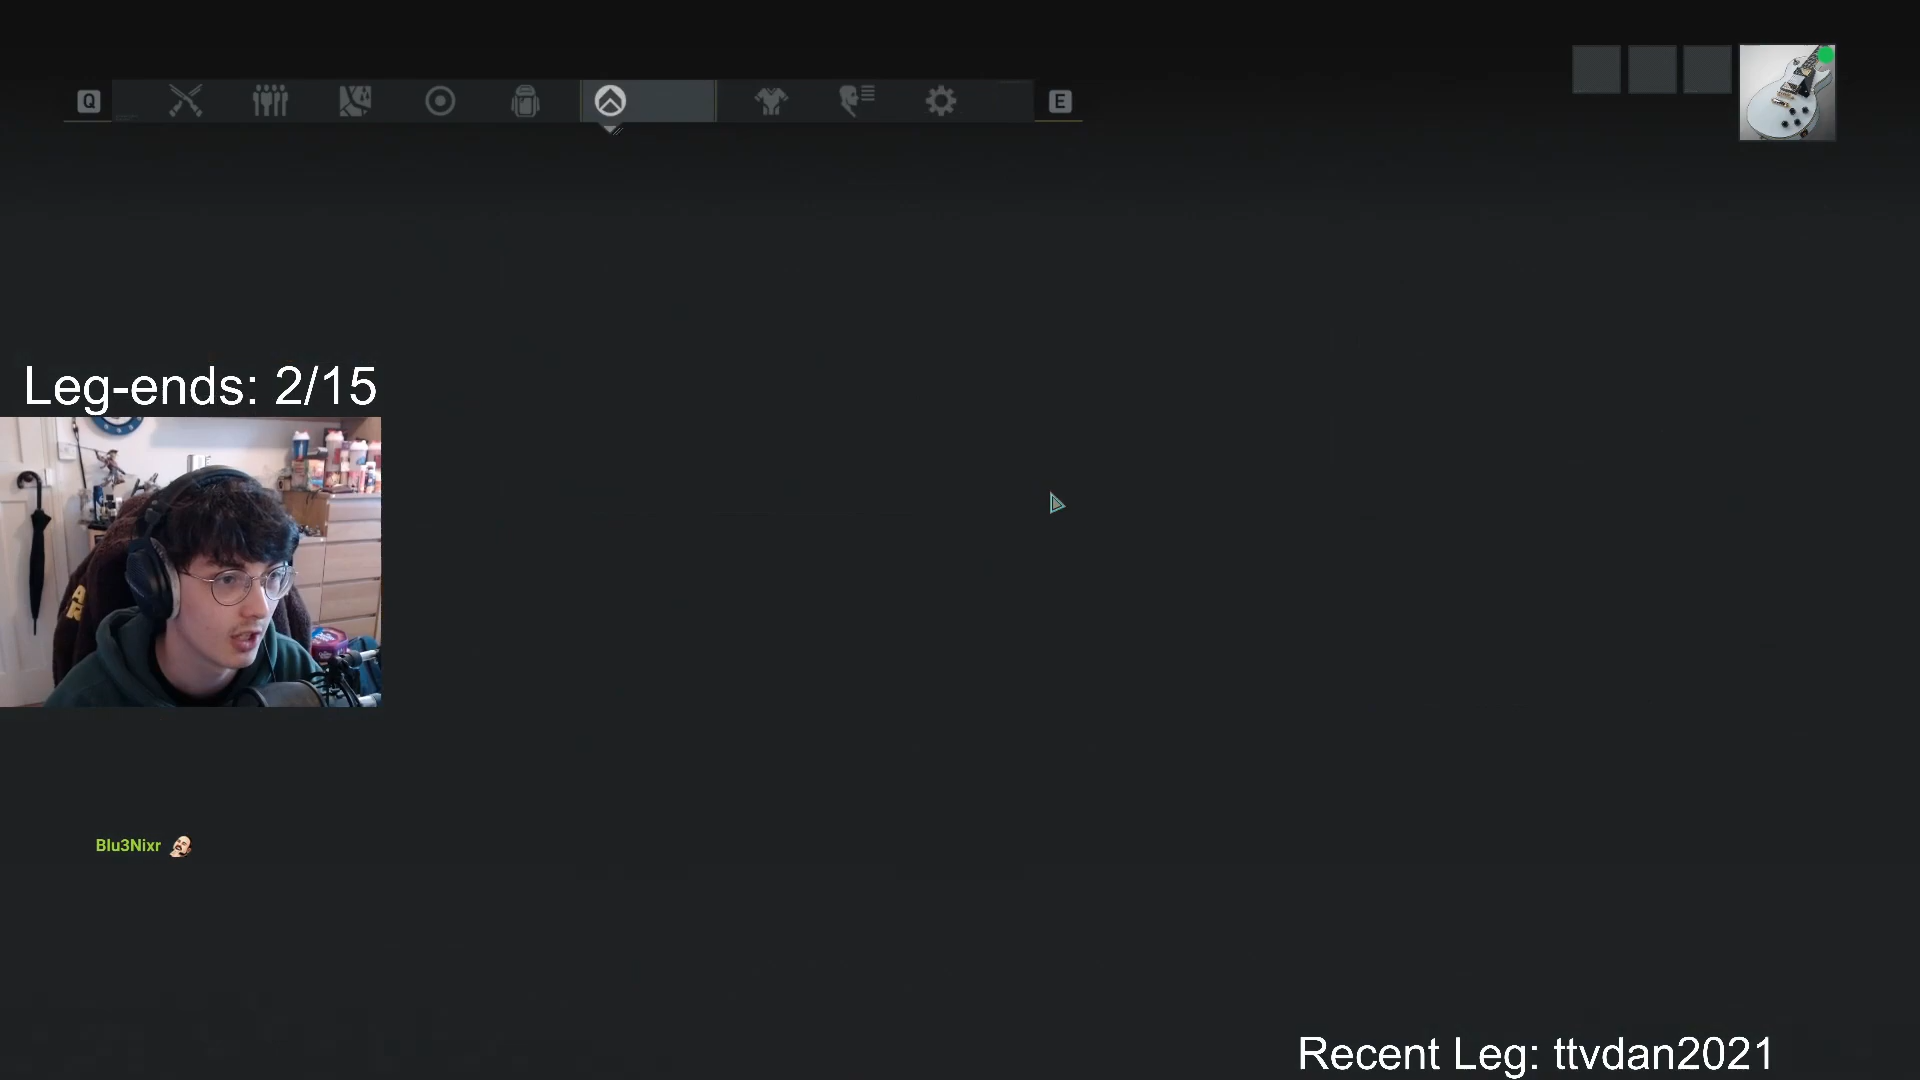 Q
E
Leg-ends: 2/15
Blu3Nixr
Recent Leg: ttvdan2021